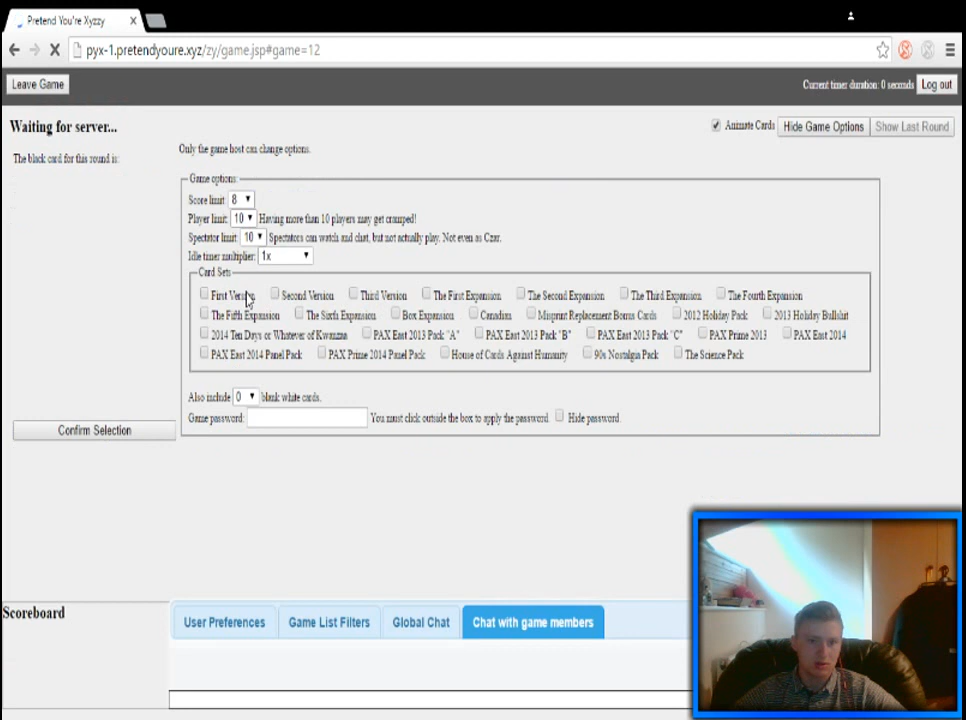 Pretend You're Xyzzy
pyx-1.pretendyoure.xyz/zy/game.jsp#game=12
Leave Game
Current timer duration: 0 seconds Log out
Waiting for server...
Animate Cards Hide Game Options Show Last Round
The black card for this round is:
Only the game host can change options.
Game options:
Score limit: 8
Player limit: 10 Having more than 10 players may get cramped!
Spectator limit: 10 Spectators can watch and chat, but not actually play. Not even as Czar.
Idle timer multiplier: 1x
Card Sets
First Version Second Version Third Version The First Expansion The Second Expansion The Third Expansion The Fourth Expansion
The Fifth Expansion The Sixth Expansion Box Expansion Canadian Misprint Replacement Bonus Cards 2012 Holiday Pack 2013 Holiday Bullshit
2014 Ten Days or Whatever of Kwanzaa PAX East 2013 Pack "A" PAX East 2013 Pack "B" PAX East 2013 Pack "C" PAX Prime 2013 PAX East 2014
PAX East 2014 Panel Pack PAX Prime 2014 Panel Pack House of Cards Against Humanity 90s Nostalgia Pack The Science Pack
Also include 0 blank white cards.
Game password: You must click outside the box to apply the password. Hide password.
Confirm Selection
Scoreboard
User Preferences Game List Filters Global Chat Chat with game members